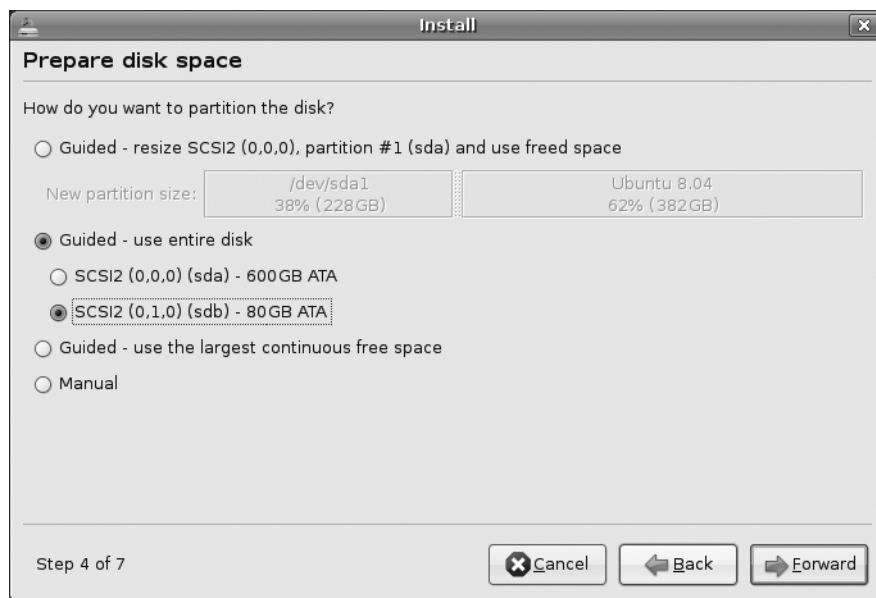 Install
Prepare disk space
How do you want to partition the disk?
Guided - resize SCSI2 (0,0,0), partition #1 (sda) and use freed space
New partition size:
/dev/sda1
38% (228GB)
Ubuntu 8.04
62% (382GB)
Guided - use entire disk
SCSI2 (0,0,0) (sda) - 600GB ATA
SCSI2 (0,1,0) (sdb) - 80GB ATA
Guided - use the largest continuous free space
Manual
Step 4 of 7
Cancel
Back
Forward